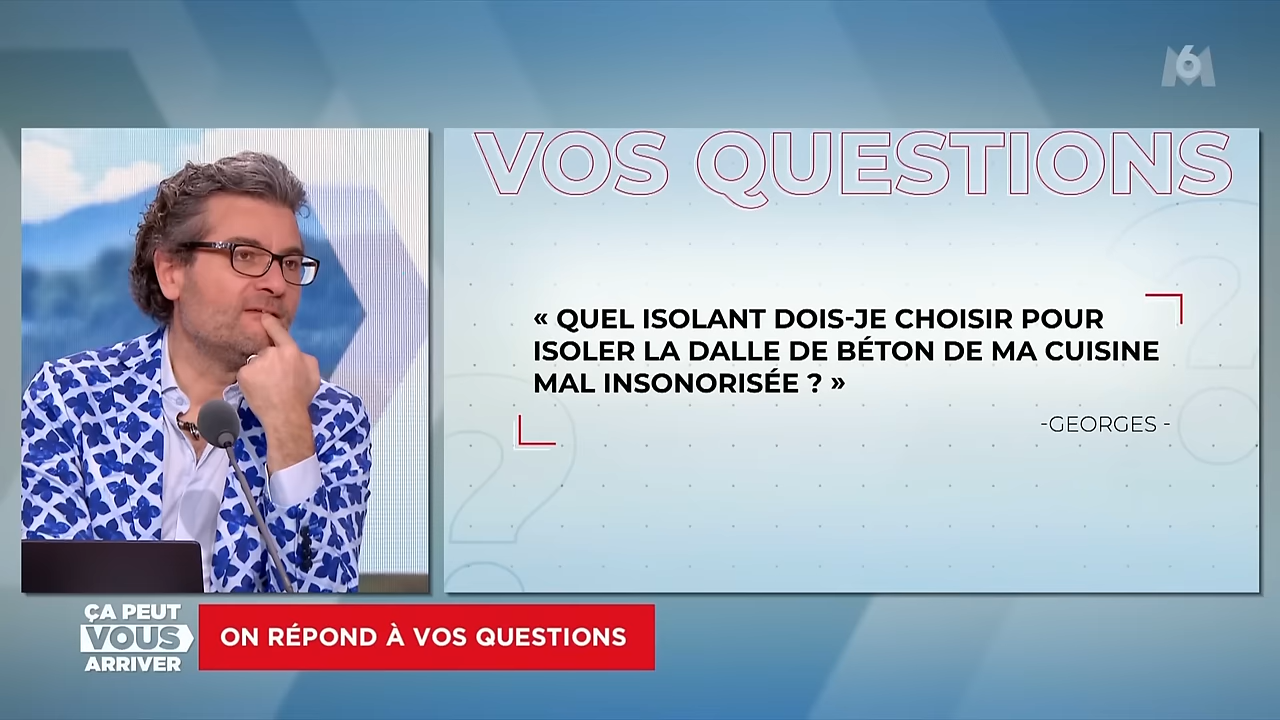 M6
VOS QUESTIONS
« QUEL ISOLANT DOIS-JE CHOISIR POUR
ISOLER LA DALLE DE BÉTON DE MA CUISINE
MAL INSONORISÉE ? »
-GEORGES -
ÇA PEUT
VOUS
ARRIVER
ON RÉPOND À VOS QUESTIONS